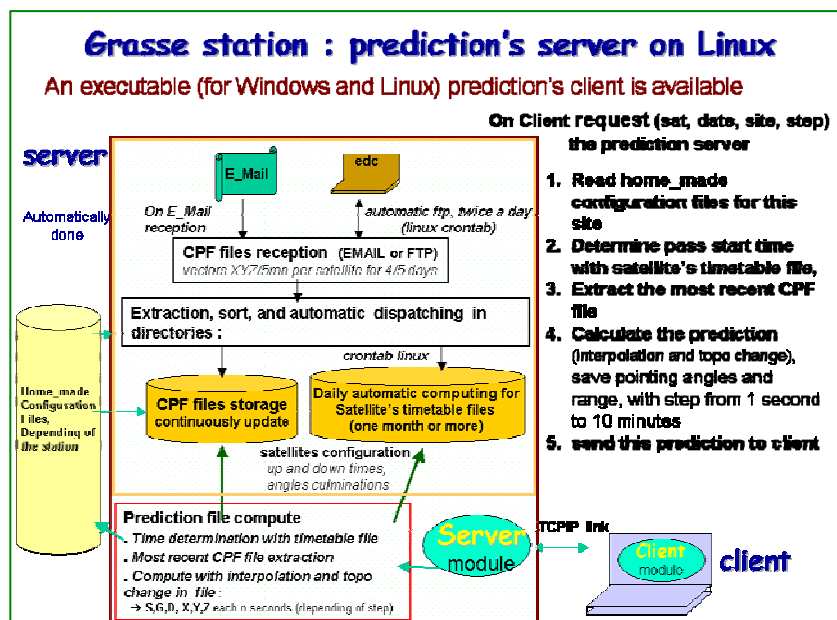 Grasse station : prediction's server on Linux
An executable (for Windows and Linux) prediction's client is available
server
Automatically
done
E_Mail
edc
On E_Mail
reception
automatic ftp, twice a day
(linux crontab)
CPF files reception (EMAIL or FTP)
vectors XYZ/5mn per satellite for 4/5 days
Extraction, sort, and automatic dispatching in
directories :
crontab linux
Home_made
Configuration
Files,
Depending of
the station
CPF files storage
continuously update
Daily automatic computing for
Satellite's timetable files
(one month or more)
satellites configuration
up and down times,
angles culminations
Prediction file compute
. Time determination with timetable file
. Most recent CPF file extraction
. Compute with interpolation and topo
change in file :
→ S,G,D, X,Y,Z each n seconds (depending of step)
Server
module
TCPIP link
Client
module
client
On Client request (sat, date, site, step)
the prediction server
1. Read home_made
configuration files for this
site
2. Determine pass start time
with satellite's timetable file,
3. Extract the most recent CPF
file
4. Calculate the prediction
(interpolation and topo change),
save pointing angles and
range, with step from 1 second
to 10 minutes
5. send this prediction to client